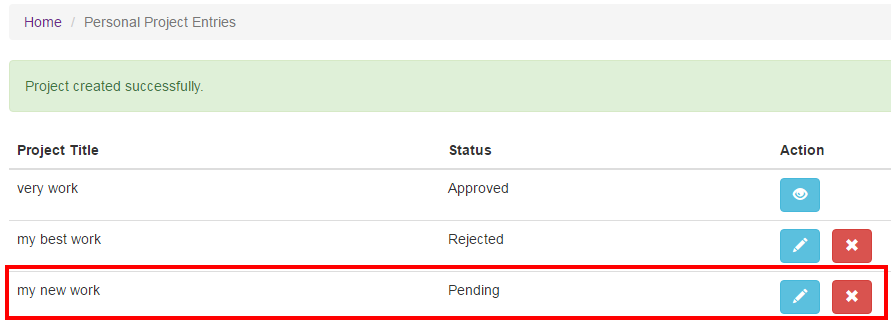 Home / Personal Project Entries
Project created successfully.
Project Title Status Action
very work Approved
my best work Rejected
my new work Pending